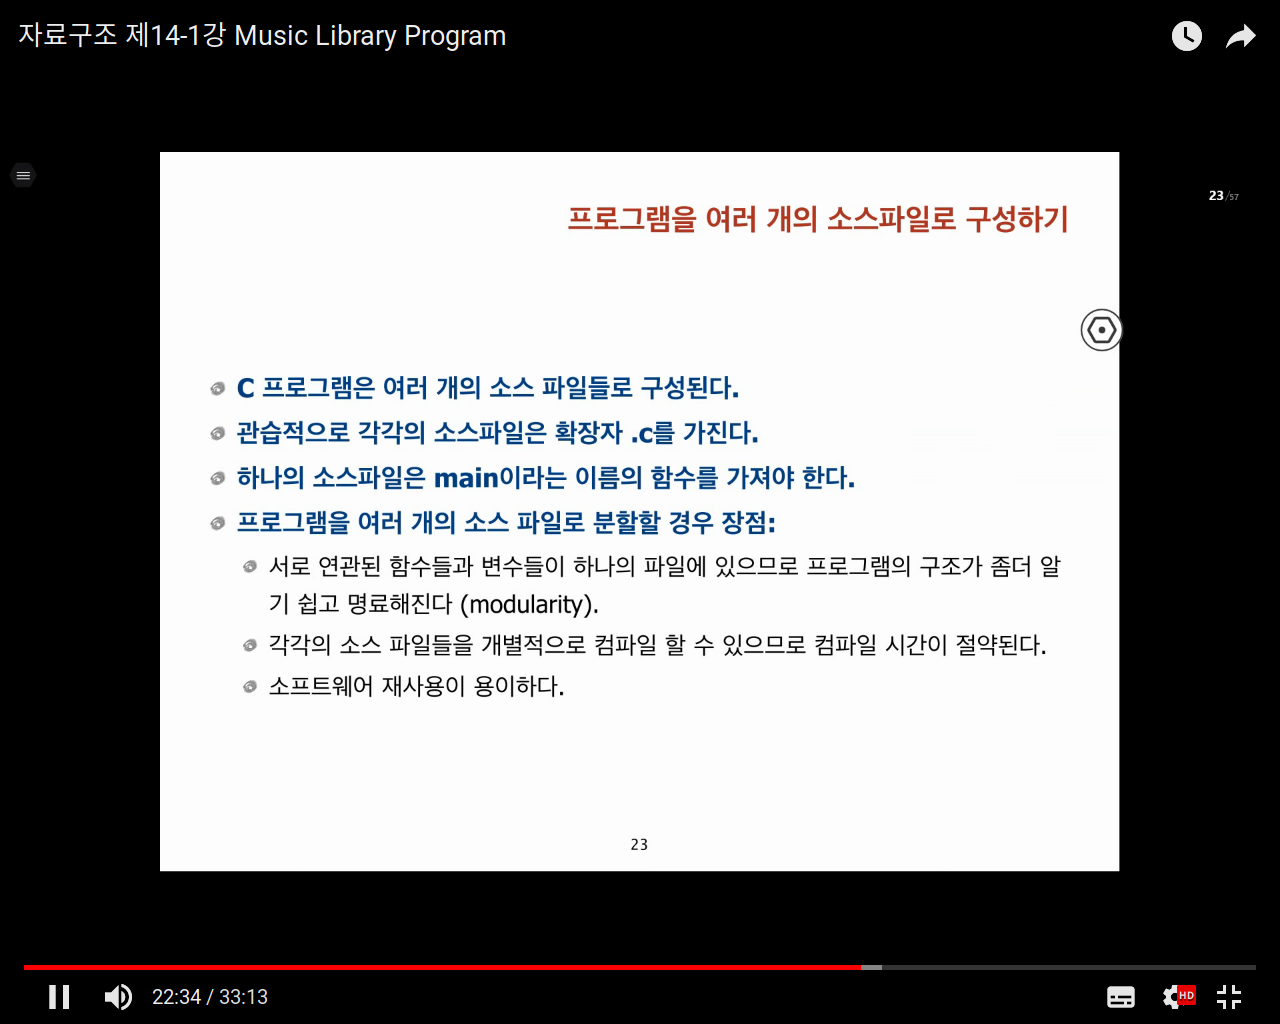 자료구조 제14-1강 Music Library Program
23/57
프로그램을 여러 개의 소스파일로 구성하기
C 프로그램은 여러 개의 소스 파일들로 구성된다.
관습적으로 각각의 소스파일은 확장자 .c를 가진다.
하나의 소스파일은 main이라는 이름의 함수를 가져야 한다.
프로그램을 여러 개의 소스 파일로 분할할 경우 장점:
서로 연관된 함수들과 변수들이 하나의 파일에 있으므로 프로그램의 구조가 좀더 알
기 쉽고 명료해진다 (modularity).
각각의 소스 파일들을 개별적으로 컴파일 할 수 있으므로 컴파일 시간이 절약된다.
소프트웨어 재사용이 용이하다.
23
22:34 / 33:13
HD